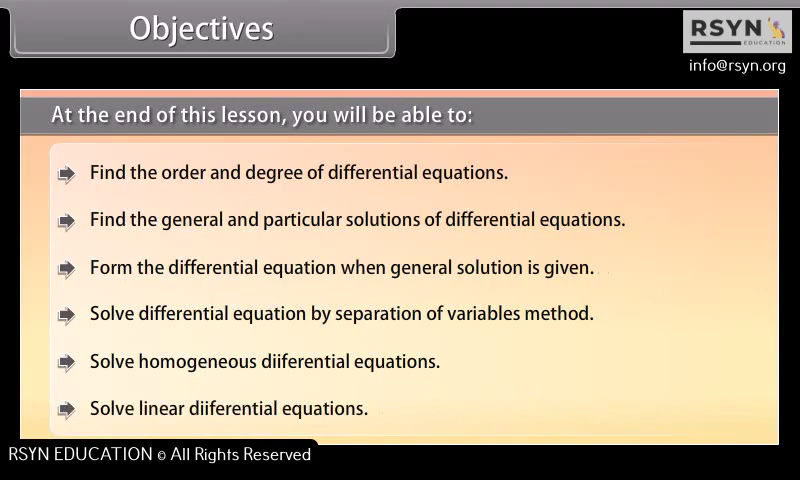 Objectives
RSYN
EDUCATION
info@rsyn.org
At the end of this lesson, you will be able to:
Find the order and degree of differential equations.
Find the general and particular solutions of differential equations.
Form the differential equation when general solution is given.
Solve differential equation by separation of variables method.
Solve homogeneous diifferential equations.
Solve linear diifferential equations.
RSYN EDUCATION © All Rights Reserved